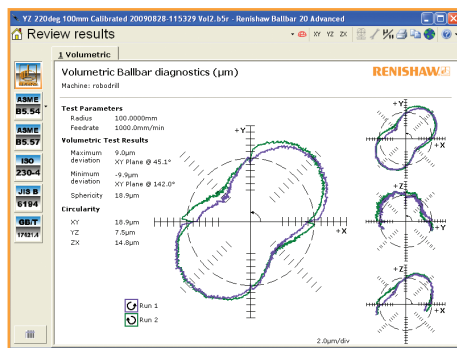 YZ 220deg 100mm Calibrated 20090828-115329 Vol2.b5r - Renishaw Ballbar 20 Advanced
Review results
XY YZ ZX
1 Volumetric
Volumetric Ballbar diagnostics (µm)
RENISHAW
Machine: robodrill
ASME
B5.54
ASME
B5.57
ISO
230-4
JIS B
6194
GB/T
17421.4
Test Parameters
Radius 100.0000mm
Feedrate 1000.0mm/min
Volumetric Test Results
Maximum deviation 9.0µm
XY Plane @ 45.1°
Minimum deviation -9.9µm
XY Plane @ 142.0°
Sphericity 18.9µm
Circularity
XY 18.9µm
YZ 7.5µm
ZX 14.8µm
+Y
+X
+Y
+X
+Z
+Y
+Z
+X
Run 1
Run 2
2.0µm/div